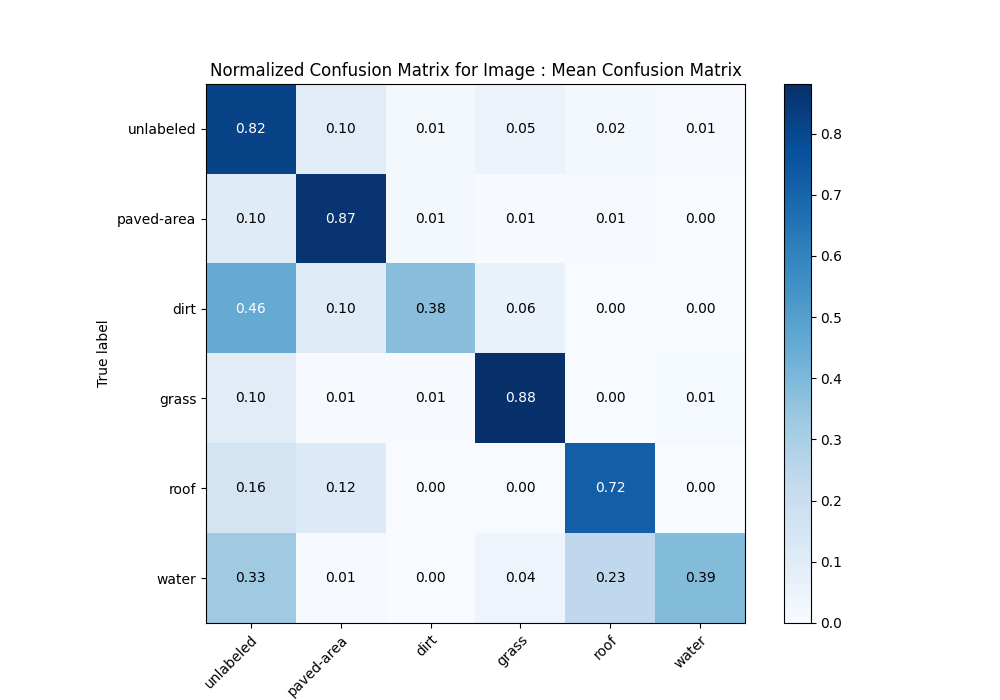 Normalized Confusion Matrix for Image : Mean Confusion Matrix
True label
unlabeled 0.82 0.10 0.01 0.05 0.02 0.01
paved-area 0.10 0.87 0.01 0.01 0.01 0.00
dirt 0.46 0.10 0.38 0.06 0.00 0.00
grass 0.10 0.01 0.01 0.88 0.00 0.01
roof 0.16 0.12 0.00 0.00 0.72 0.00
water 0.33 0.01 0.00 0.04 0.23 0.39
unlabeled paved-area dirt grass roof water
0.8
0.7
0.6
0.5
0.4
0.3
0.2
0.1
0.0